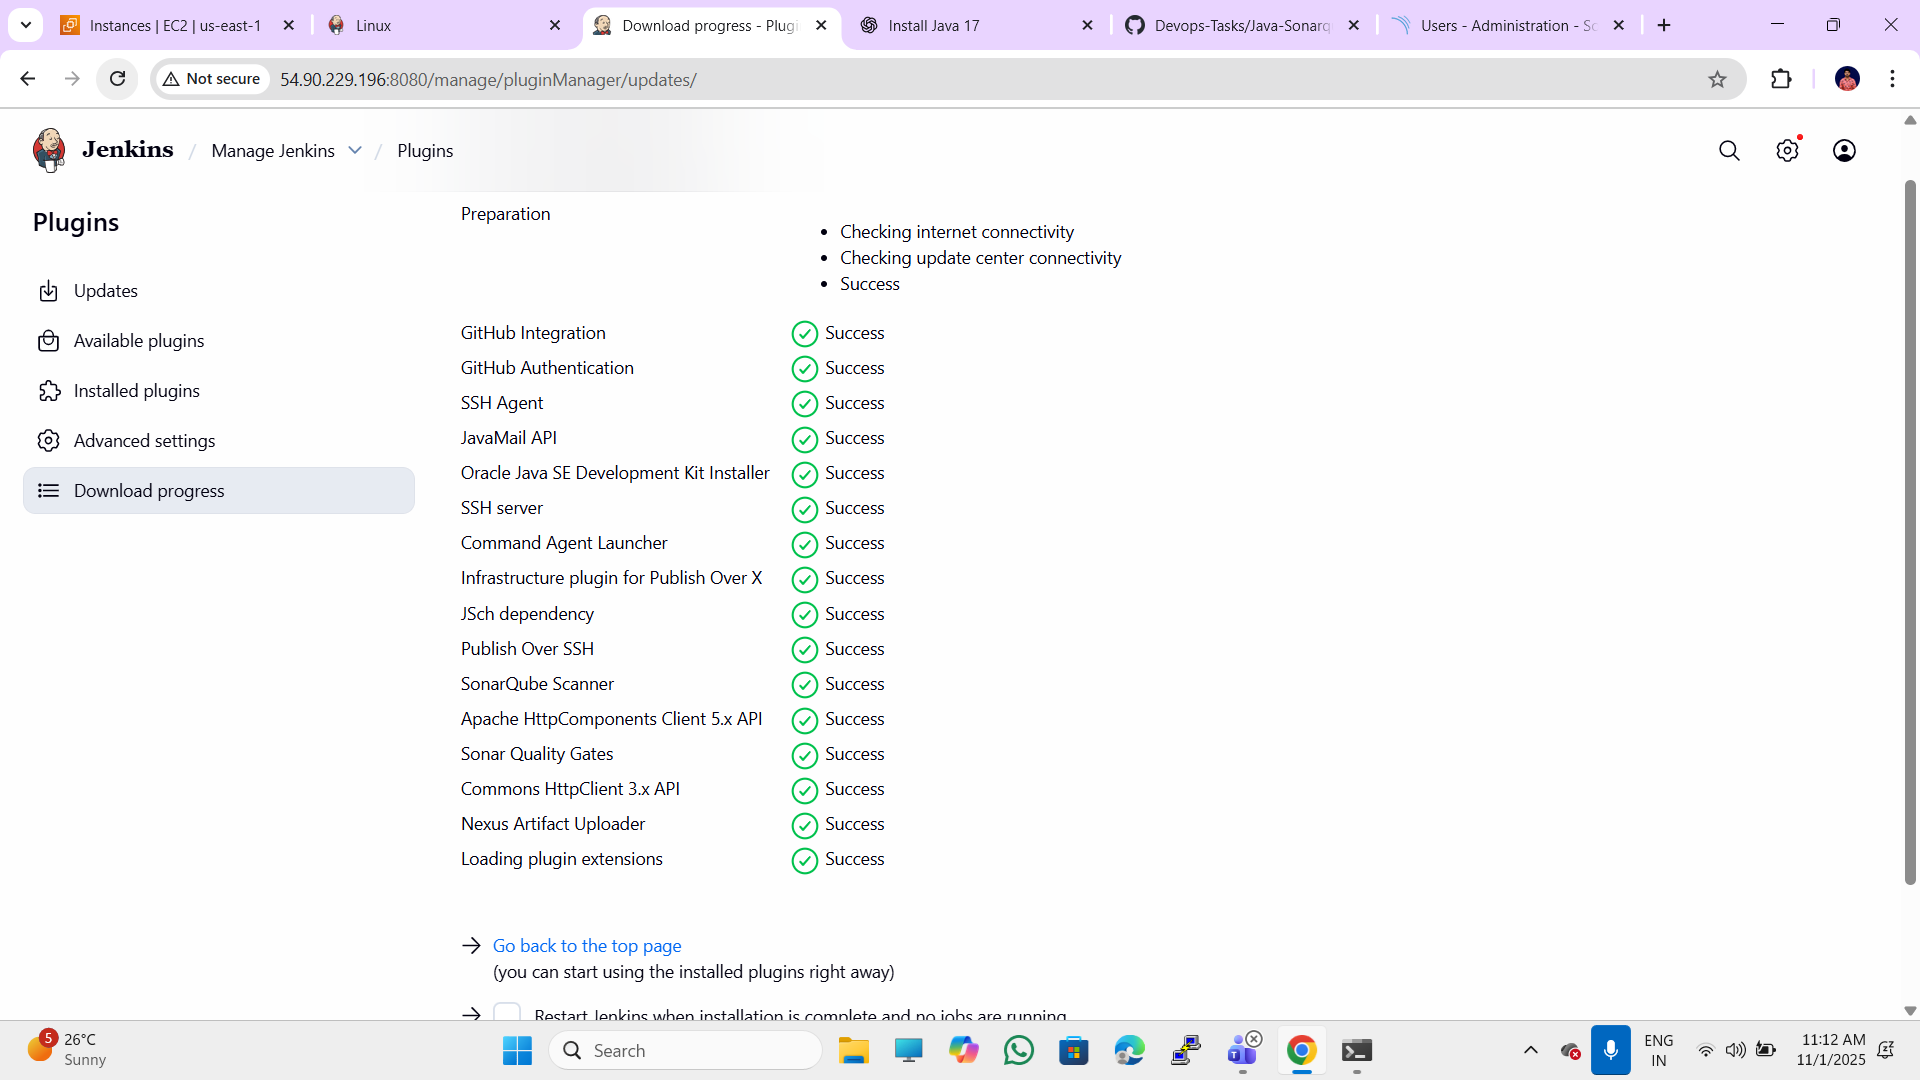 Instances | EC2 | us-east-1
Linux
Download progress - Plugi
Install Java 17
Devops-Tasks/Java-Sonarq
Users - Administration - So
Not secure
54.90.229.196:8080/manage/pluginManager/updates/
Jenkins / Manage Jenkins / Plugins
Plugins
Updates
Available plugins
Installed plugins
Advanced settings
Download progress
Preparation
Checking internet connectivity
Checking update center connectivity
Success
GitHub Integration Success
GitHub Authentication Success
SSH Agent Success
JavaMail API Success
Oracle Java SE Development Kit Installer Success
SSH server Success
Command Agent Launcher Success
Infrastructure plugin for Publish Over X Success
JSch dependency Success
Publish Over SSH Success
SonarQube Scanner Success
Apache HttpComponents Client 5.x API Success
Sonar Quality Gates Success
Commons HttpClient 3.x API Success
Nexus Artifact Uploader Success
Loading plugin extensions Success
Go back to the top page
(you can start using the installed plugins right away)
Restart Jenkins when installation is complete and no jobs are running
5
26°C
Sunny
Search
ENG
IN
11:12 AM
11/1/2025